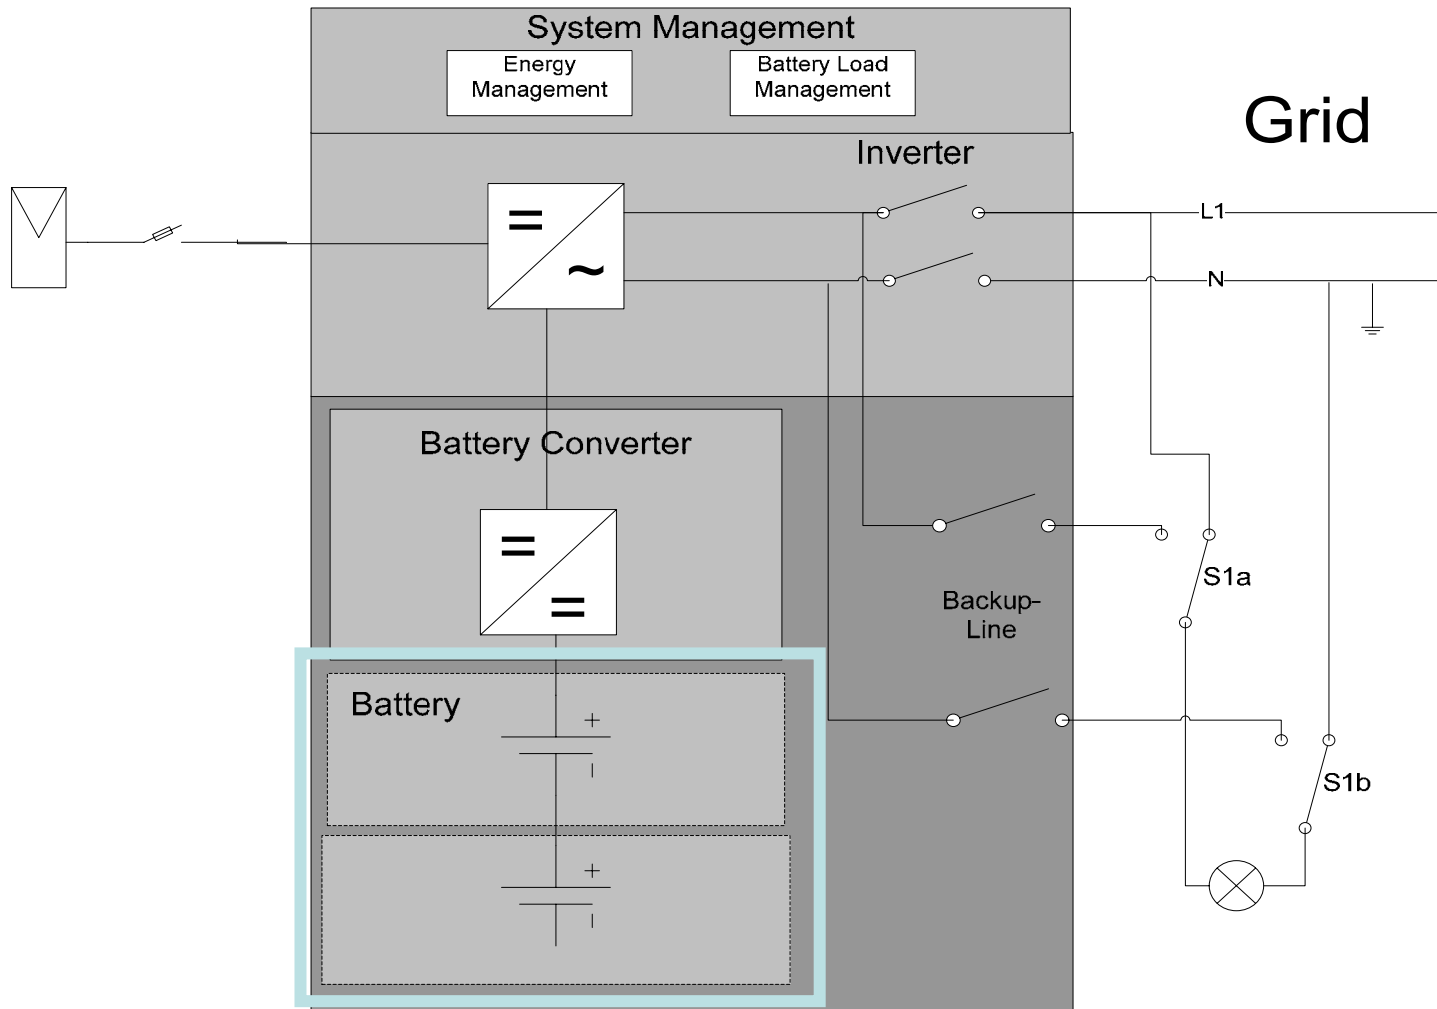 System Management
Energy
Management
Battery Load
Management
Grid
Inverter
=
~
L1
N
Battery Converter
=
=
S1a
Backup-
Line
Battery
+
–
S1b
+
–